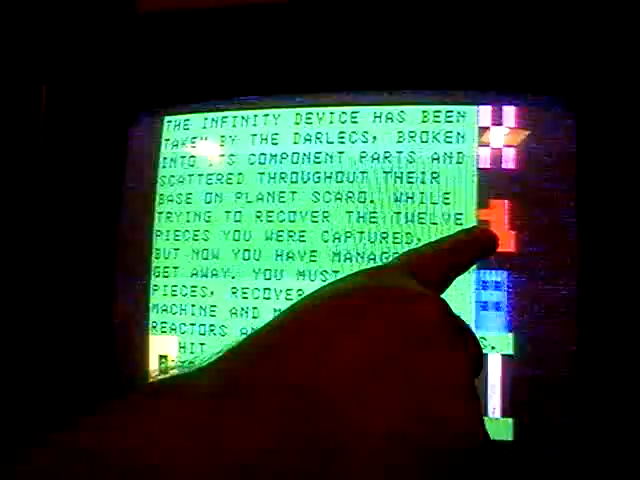 THE INFINITY DEVICE HAS BEEN
TAKEN BY THE DARLECS, BROKEN
INTO ITS COMPONENT PARTS AND
SCATTERED THROUGHOUT THEIR
BASE ON PLANET SCARO. WHILE
TRYING TO RECOVER THE TWELVE
PIECES YOU WERE CAPTURED,
BUT NOW YOU HAVE
GET AWAY. YOU MUST
PIECES, RECOVER
MACHINE AND
REACTORS
HIT